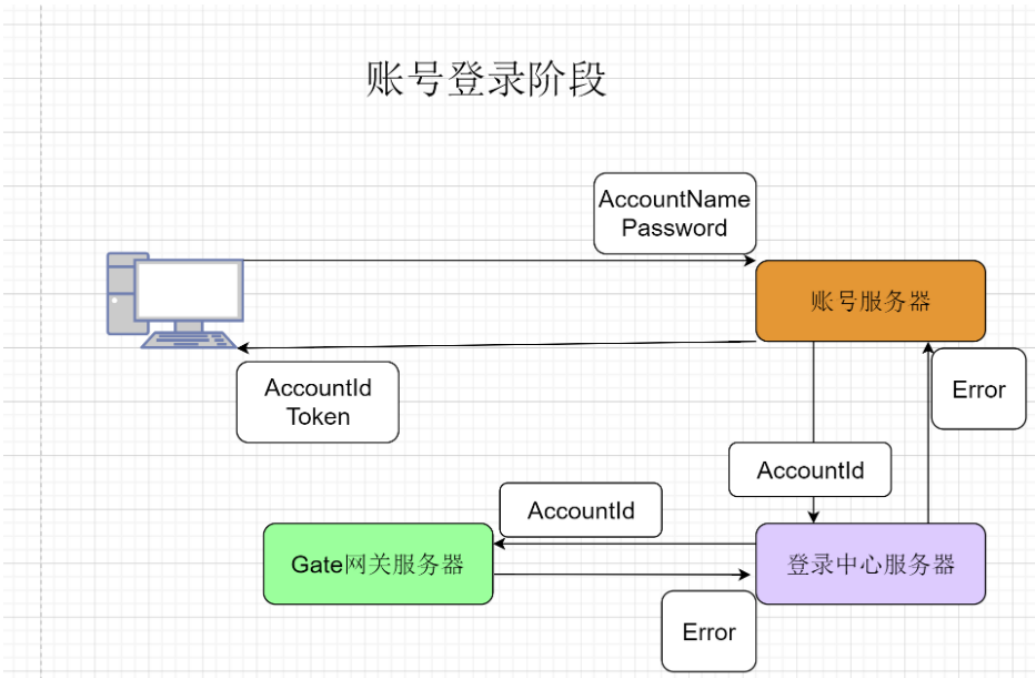 账号登录阶段
AccountName
Password
账号服务器
AccountId
Token
Error
AccountId
AccountId
Gate网关服务器
登录中心服务器
Error